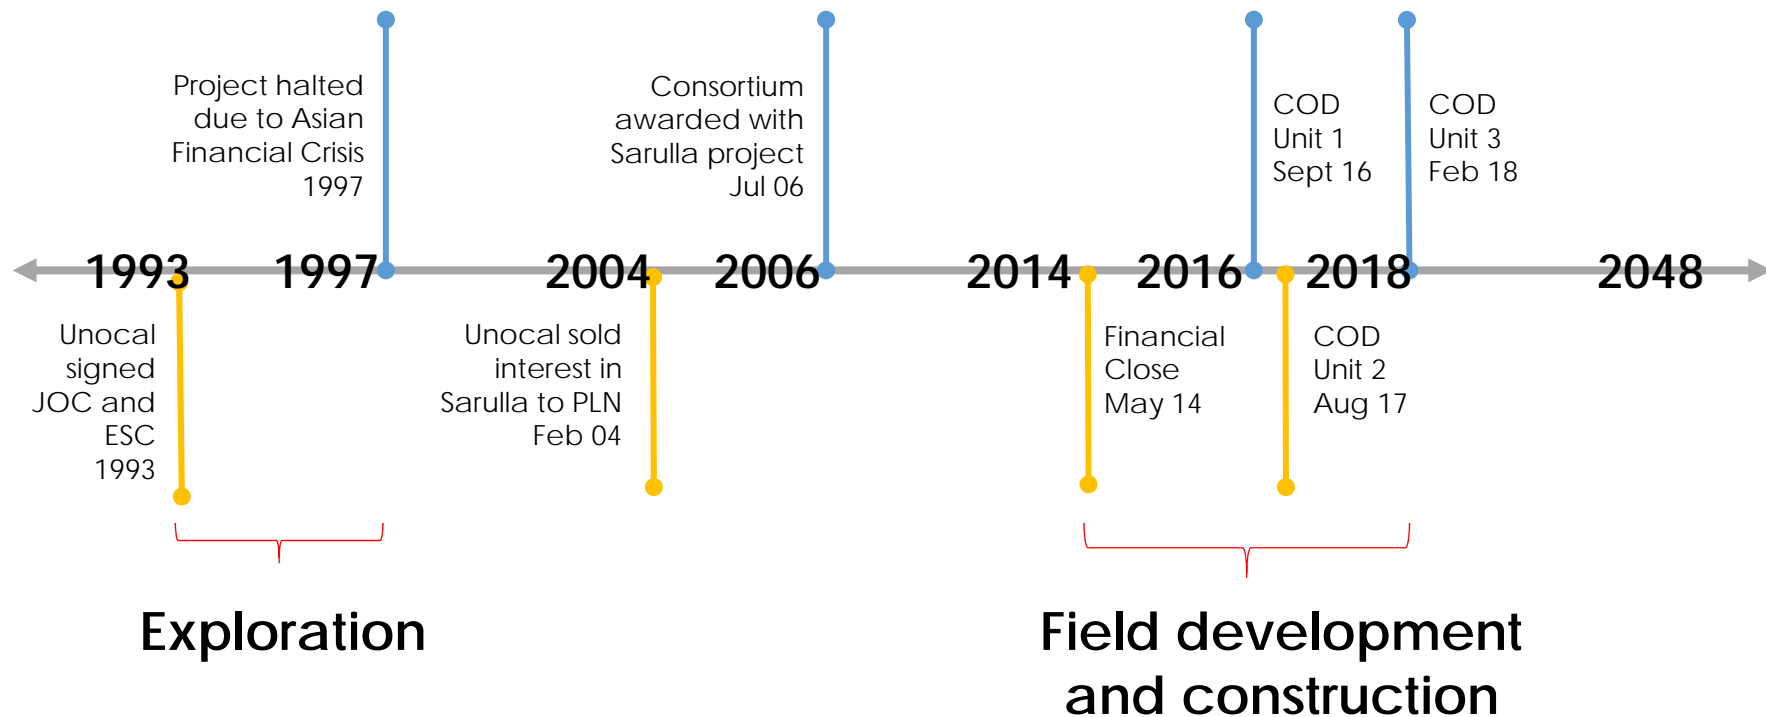 Project halted
due to Asian
Financial Crisis
1997
Consortium
awarded with
Sarulla project
Jul 06
COD
Unit 1
Sept 16
COD
Unit 3
Feb 18
1993 1997 2004 2006 2014 2016 2018 2048
Unocal
signed
JOC and
ESC
1993
Unocal sold
interest in
Sarulla to PLN
Feb 04
Financial
Close
May 14
COD
Unit 2
Aug 17
Exploration
Field development
and construction